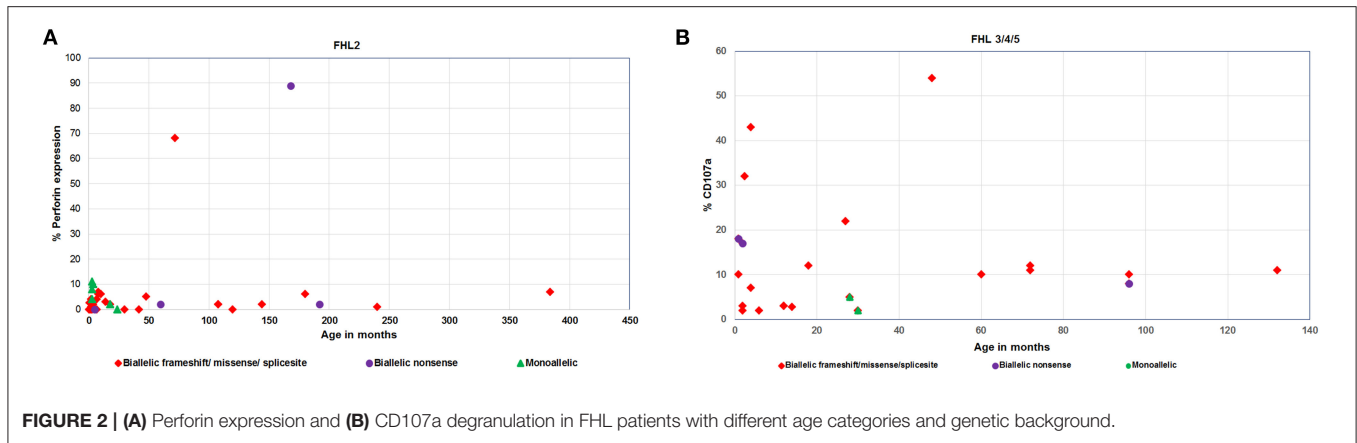 A
FHL2
% Perforin expression
100
90
80
70
60
50
40
30
20
10
0
0 50 100 150 200 250 300 350 400 450
Age in months
Biallelic frameshift/ missense/ splicesite Biallelic nonsense Monoallelic
B
FHL 3/4/5
% CD107a
60
50
40
30
20
10
0
0 20 40 60 80 100 120 140
Age in months
Biallelic frameshift/missense/splicesite Biallelic nonsense Monoallelic
FIGURE 2 | (A) Perforin expression and (B) CD107a degranulation in FHL patients with different age categories and genetic background.